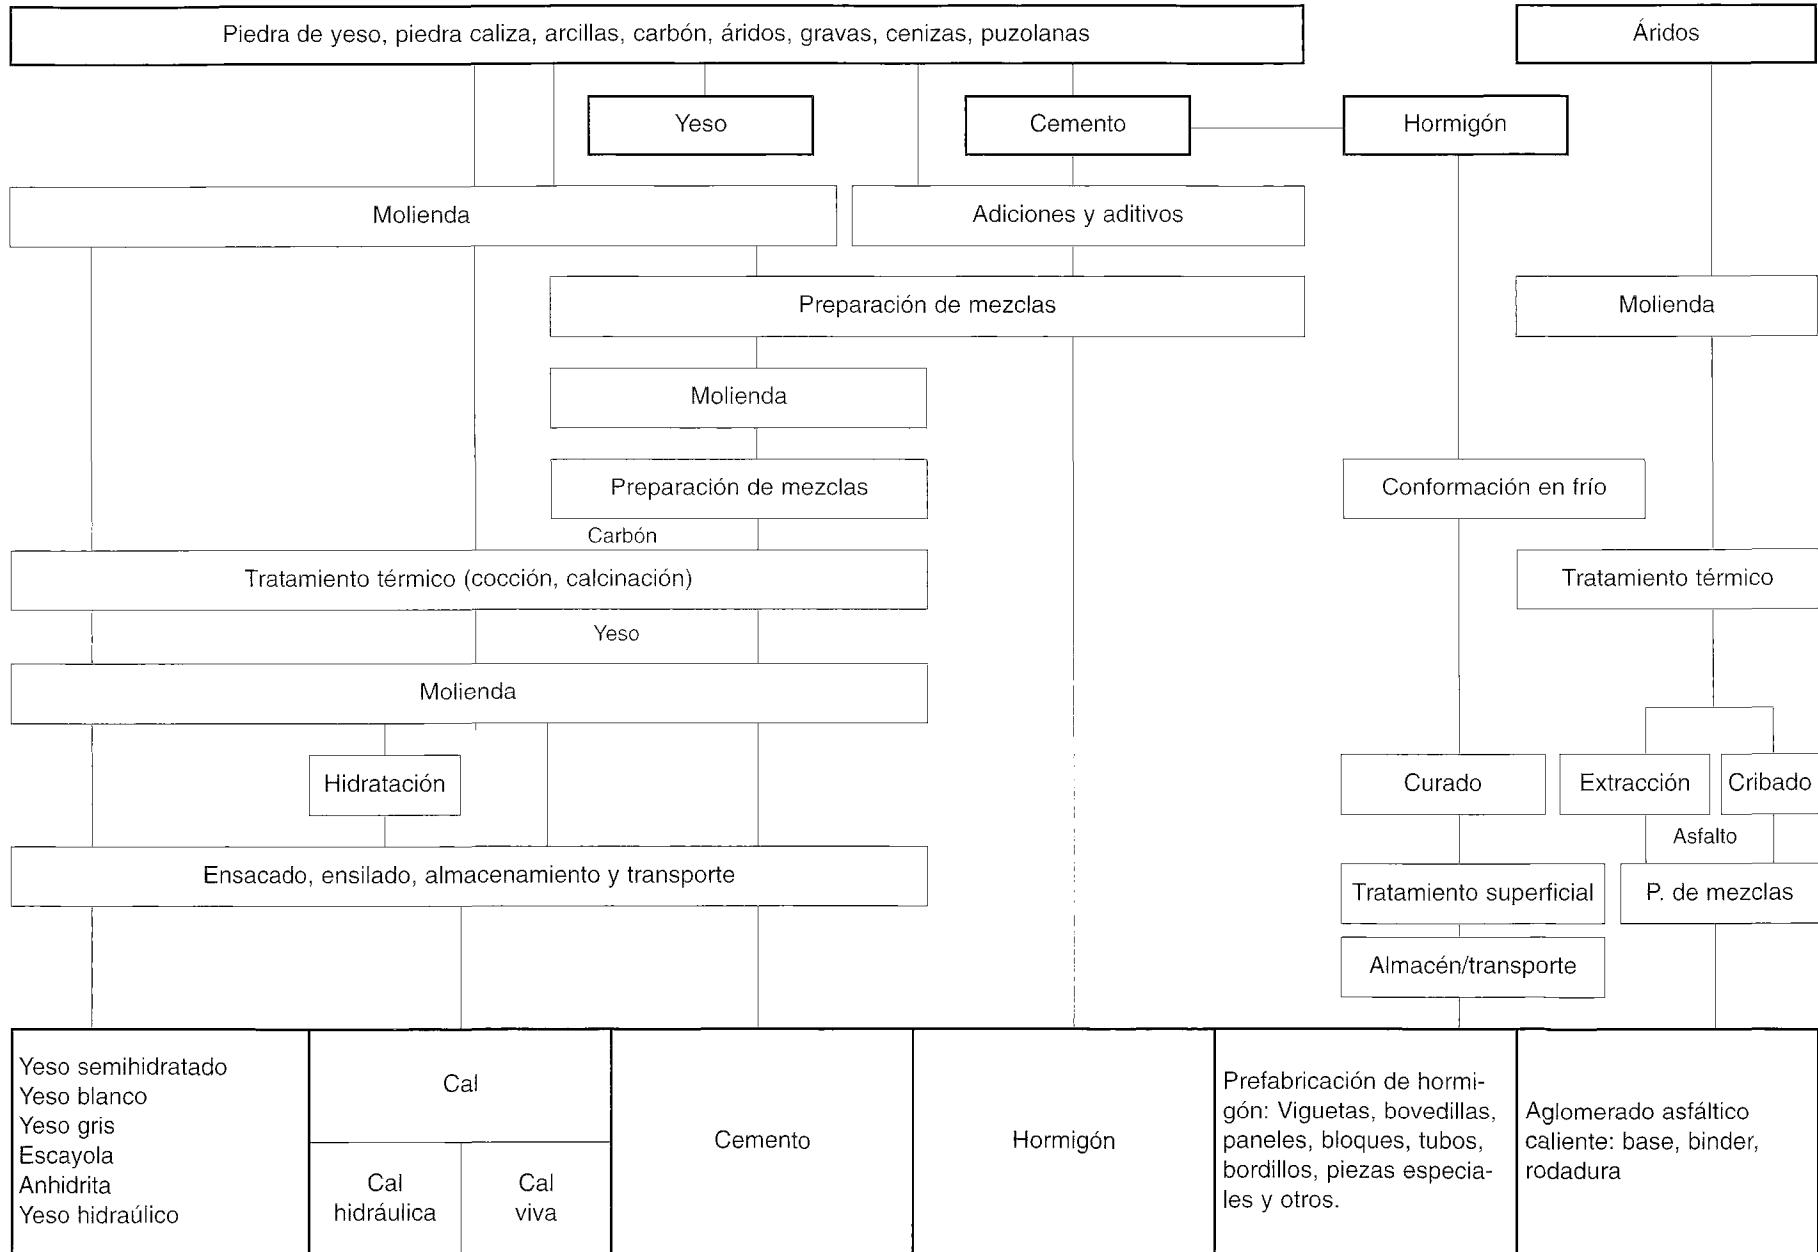 Piedra de yeso, piedra caliza, arcillas, carbón, áridos, gravas, cenizas, puzolanas
Áridos
Yeso
Cemento
Hormigón
Molienda
Adiciones y aditivos
Preparación de mezclas
Molienda
Molienda
Preparación de mezclas
Conformación en frío
Carbón
Tratamiento térmico (cocción, calcinación)
Tratamiento térmico
Yeso
Molienda
Hidratación
Curado
Extracción
Cribado
Asfalto
Ensacado, ensilado, almacenamiento y transporte
Tratamiento superficial
P. de mezclas
Almacén/transporte
Yeso semihidratado
Yeso blanco
Yeso gris
Escayola
Anhidrita
Yeso hidraúlico
Cal
Cal
hidráulica
Cal
viva
Cemento
Hormigón
Prefabricación de hormi-
gón: Viguetas, bovedillas,
paneles, bloques, tubos,
bordillos, piezas especia-
les y otros.
Aglomerado asfáltico
caliente: base, binder,
rodadura